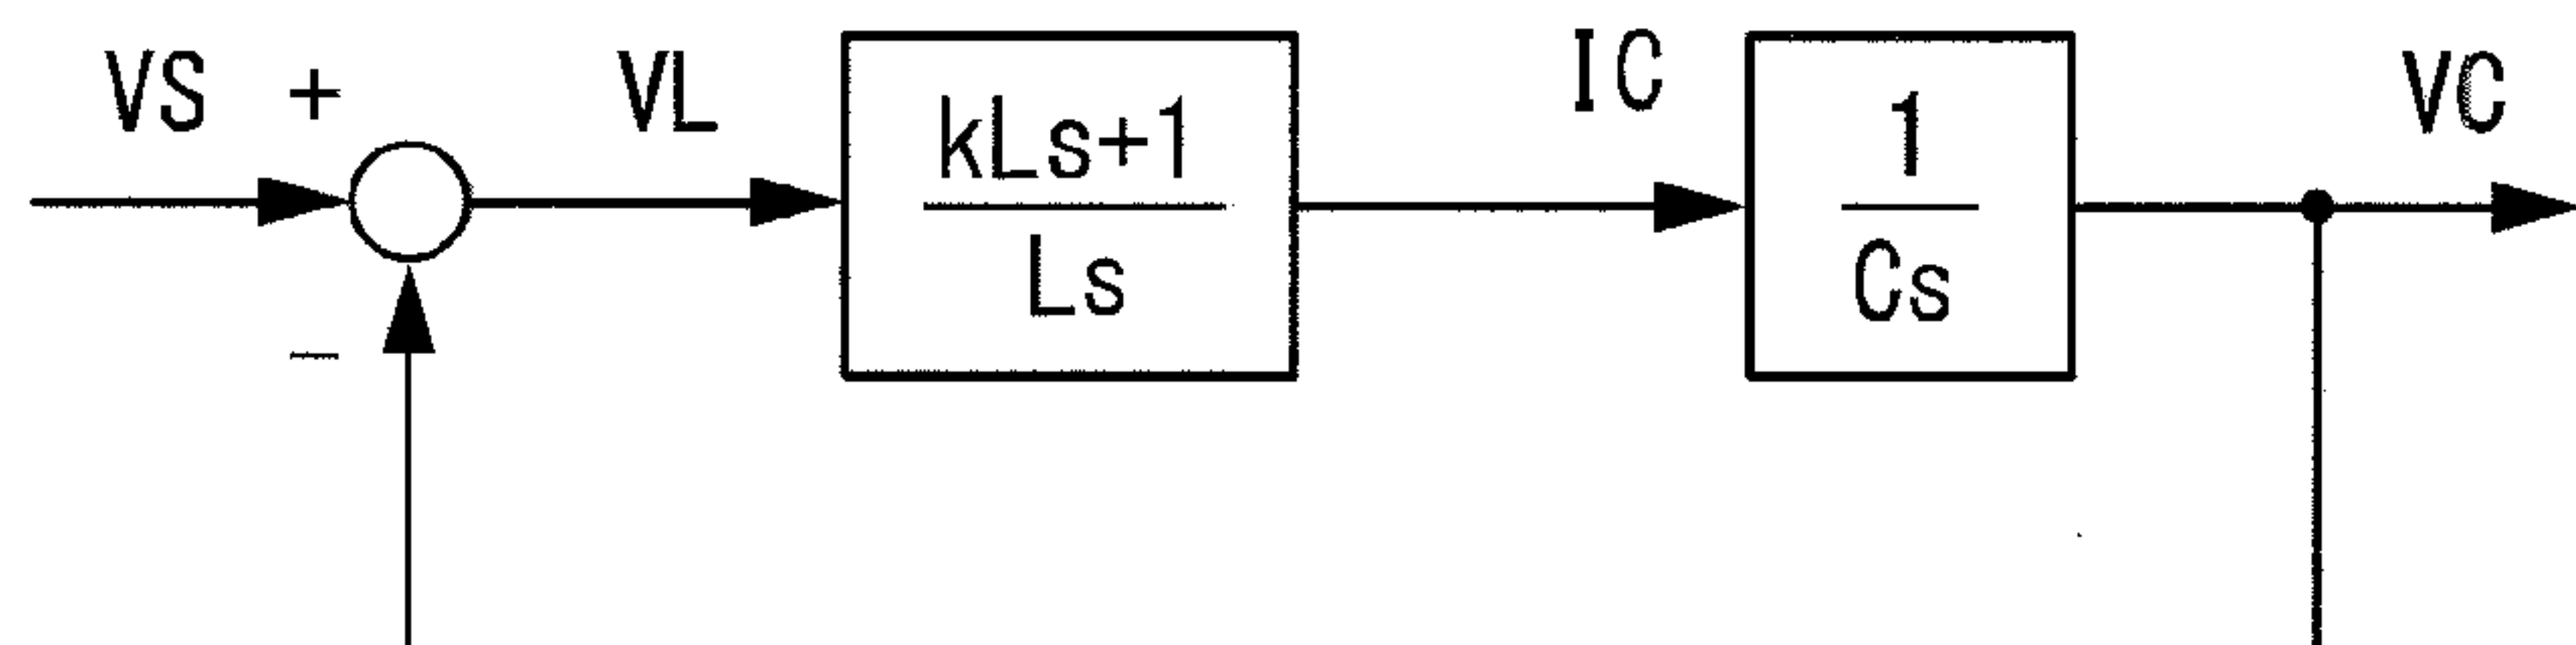 VS + VL IC VC
kLs+1
Ls
1
Cs
−